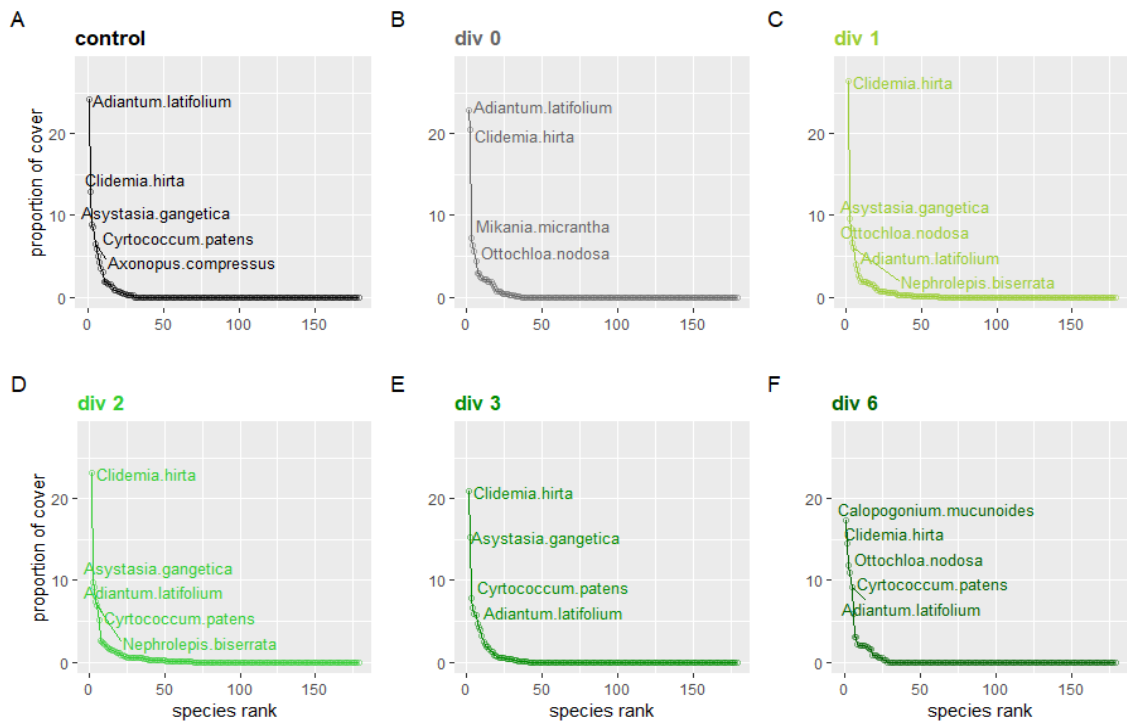 A
control
proportion of cover
20
10
0
Adiantum.latifolium
Clidemia.hirta
Asystasia.gangetica
Cyrtococcum.patens
Axonopus.compressus
0 50 100 150
B
div 0
Adiantum.latifolium
Clidemia.hirta
Mikania.micrantha
Ottochloa.nodosa
20
10
0
0 50 100 150
C
div 1
Clidemia.hirta
Asystasia.gangetica
Ottochloa.nodosa
Adiantum.latifolium
Nephrolepis.biserrata
20
10
0
0 50 100 150
D
div 2
proportion of cover
20
10
0
Clidemia.hirta
Asystasia.gangetica
Adiantum.latifolium
Cyrtococcum.patens
Nephrolepis.biserrata
0 50 100 150
species rank
E
div 3
Clidemia.hirta
Asystasia.gangetica
Cyrtococcum.patens
Adiantum.latifolium
20
10
0
0 50 100 150
species rank
F
div 6
Calopogonium.mucunoides
Clidemia.hirta
Ottochloa.nodosa
Cyrtococcum.patens
Adiantum.latifolium
20
10
0
0 50 100 150
species rank